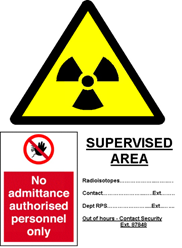 SUPERVISED
AREA
No
admittance
authorised
personnel
only
Radioisotopes..............................
Contact............................Ext........
Dept RPS..........................Ext......
Out of hours - Contact Security
Ext. 87848